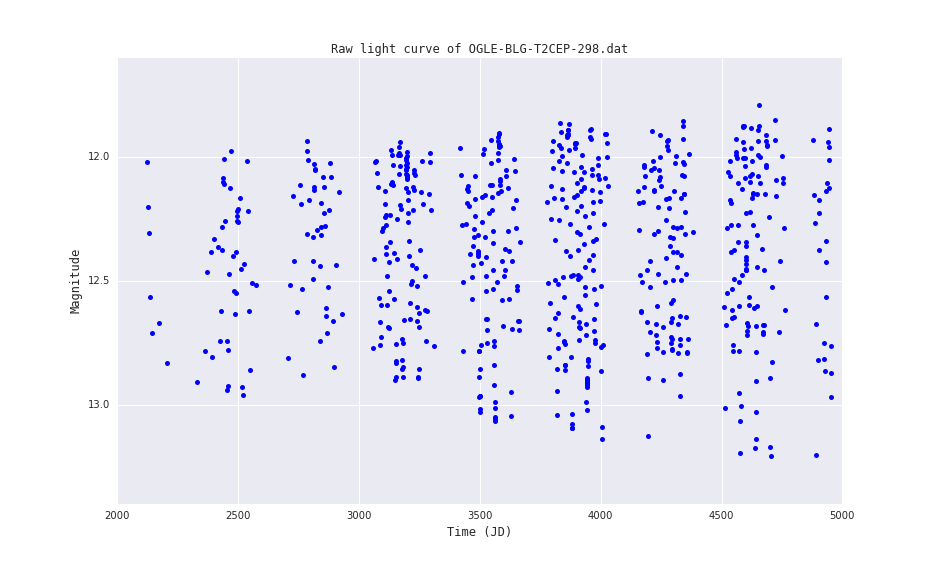 Raw light curve of OGLE-BLG-T2CEP-298.dat
12.0
12.5
13.0
Magnitude
2000 2500 3000 3500 4000 4500 5000
Time (JD)